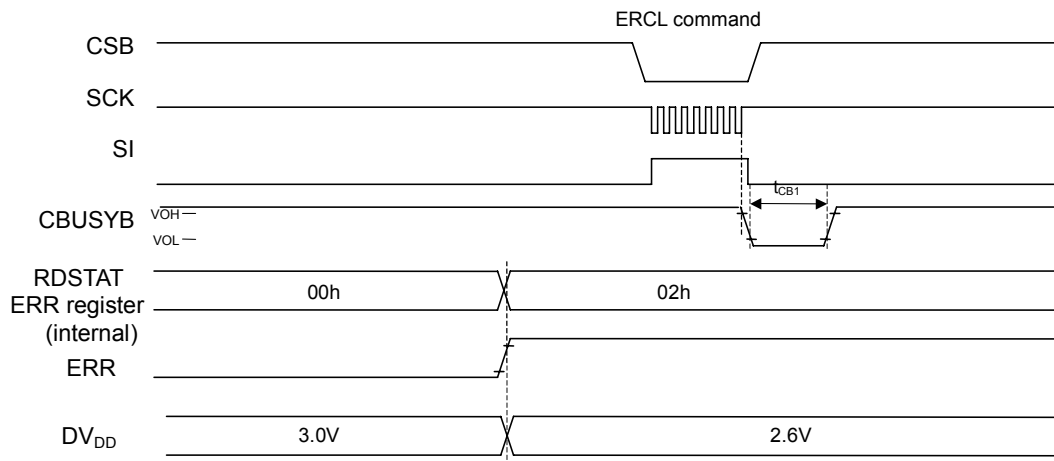 ERCL command
CSB
SCK
SI
tCB1
CBUSYB
VOH
VOL
RDSTAT
ERR register
(internal)
00h
02h
ERR
DVDD
3.0V
2.6V